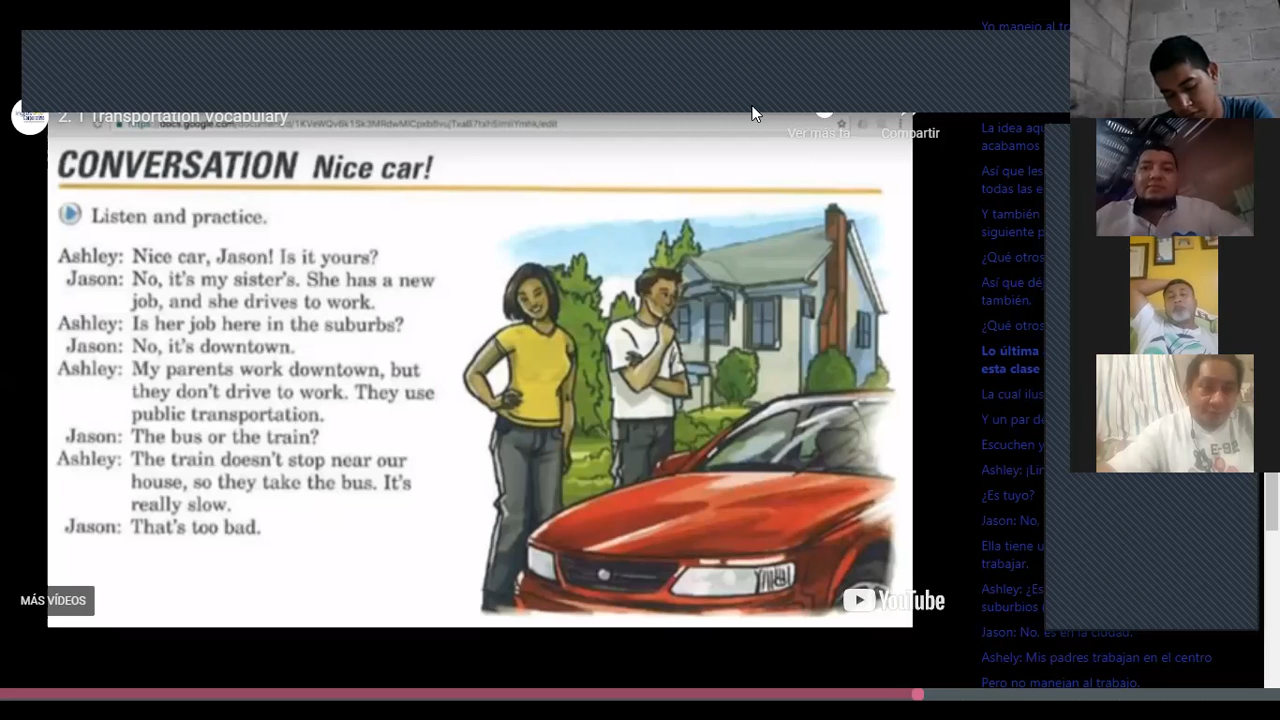 Yo manejo al
2. 1 Transportation Vocabulary
Ver más
Compartir
CONVERSATION Nice car!
Listen and practice.
Ashley: Nice car, Jason! Is it yours?
Jason: No, it's my sister's. She has a new
job, and she drives to work.
Ashley: Is her job here in the suburbs?
Jason: No, it's downtown.
Ashley: My parents work downtown, but
they don't drive to work. They use
public transportation.
Jason: The bus or the train?
Ashley: The train doesn't stop near our
house, so they take the bus. It's
really slow.
Jason: That's too bad.
MÁS VÍDEOS
YouTube
La idea
acabamos
Así que
todas las
Y también
siguiente
¿Qué otros
Así que
también.
¿Qué otros
Lo última
esta clase
La cual
Y un par
Escuchen
Ashley:
¿Es tuyo?
Jason: No,
Ella tiene
trabajar.
Ashley:
suburbios
Jason: No, es en la ciudad.
Ashely: Mis padres trabajan en el centro
Pero no manejan al trabajo.